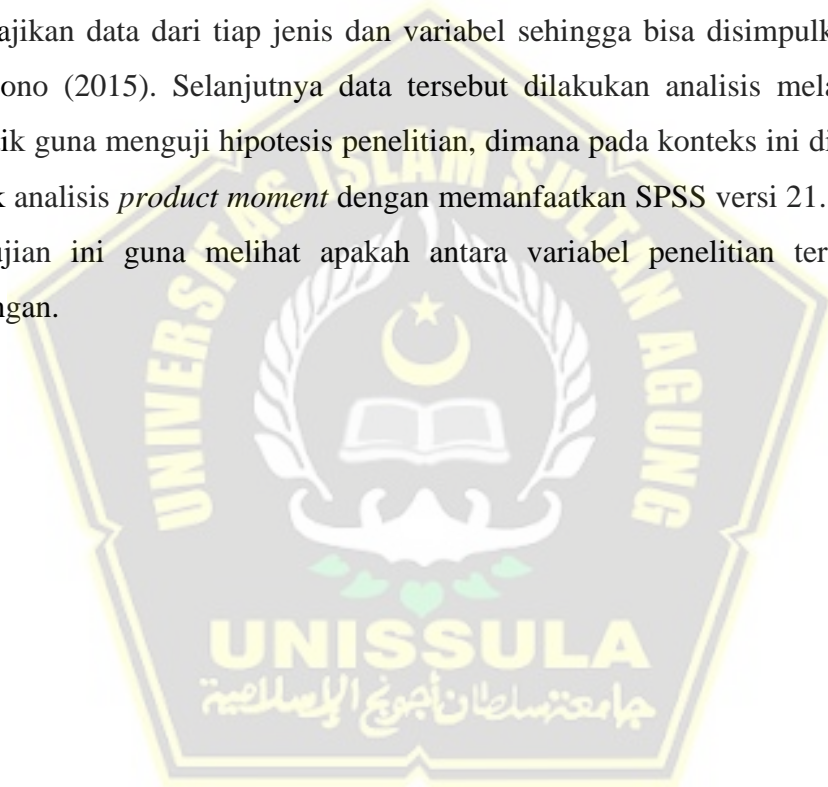 ajikan data dari tiap jenis dan variabel sehingga bisa disimpulk
ono (2015). Selanjutnya data tersebut dilakukan analisis mela
ik guna menguji hipotesis penelitian, dimana pada konteks ini di
k analisis product moment dengan memanfaatkan SPSS versi 21.
ujian ini guna melihat apakah antara variabel penelitian ter
ngan.
UNIVERSITAS ISLAM SULTAN AGUNG
UNISSULA
جامعة سلطان أجونج الإسلامية